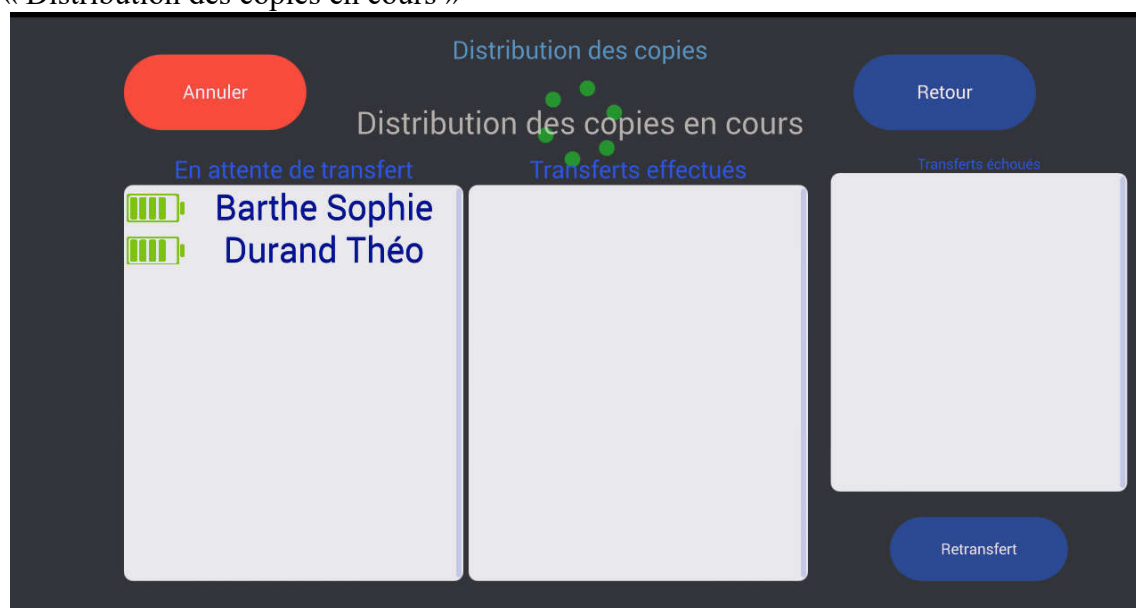 « Distribution des copies en cours »
Distribution des copies
Annuler
Retour
Distribution des copies en cours
En attente de transfert
Transferts effectués
Transferts échoués
Barthe Sophie
Durand Théo
Retransfert